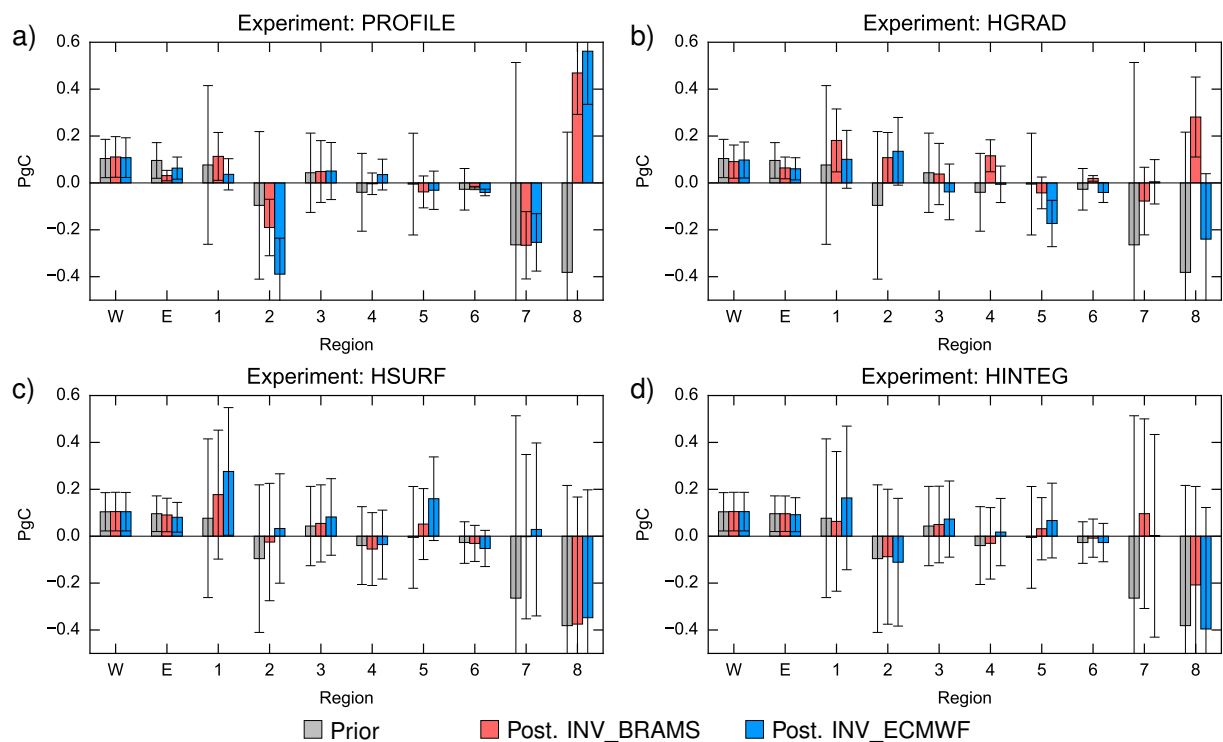 a) Experiment: PROFILE
0.6
0.4
0.2
0.0
−0.2
−0.4
PgC
W E 1 2 3 4 5 6 7 8
Region
b) Experiment: HGRAD
0.6
0.4
0.2
0.0
−0.2
−0.4
PgC
W E 1 2 3 4 5 6 7 8
Region
c) Experiment: HSURF
0.6
0.4
0.2
0.0
−0.2
−0.4
PgC
W E 1 2 3 4 5 6 7 8
Region
d) Experiment: HINTEG
0.6
0.4
0.2
0.0
−0.2
−0.4
PgC
W E 1 2 3 4 5 6 7 8
Region
Prior Post. INV_BRAMS Post. INV_ECMWF